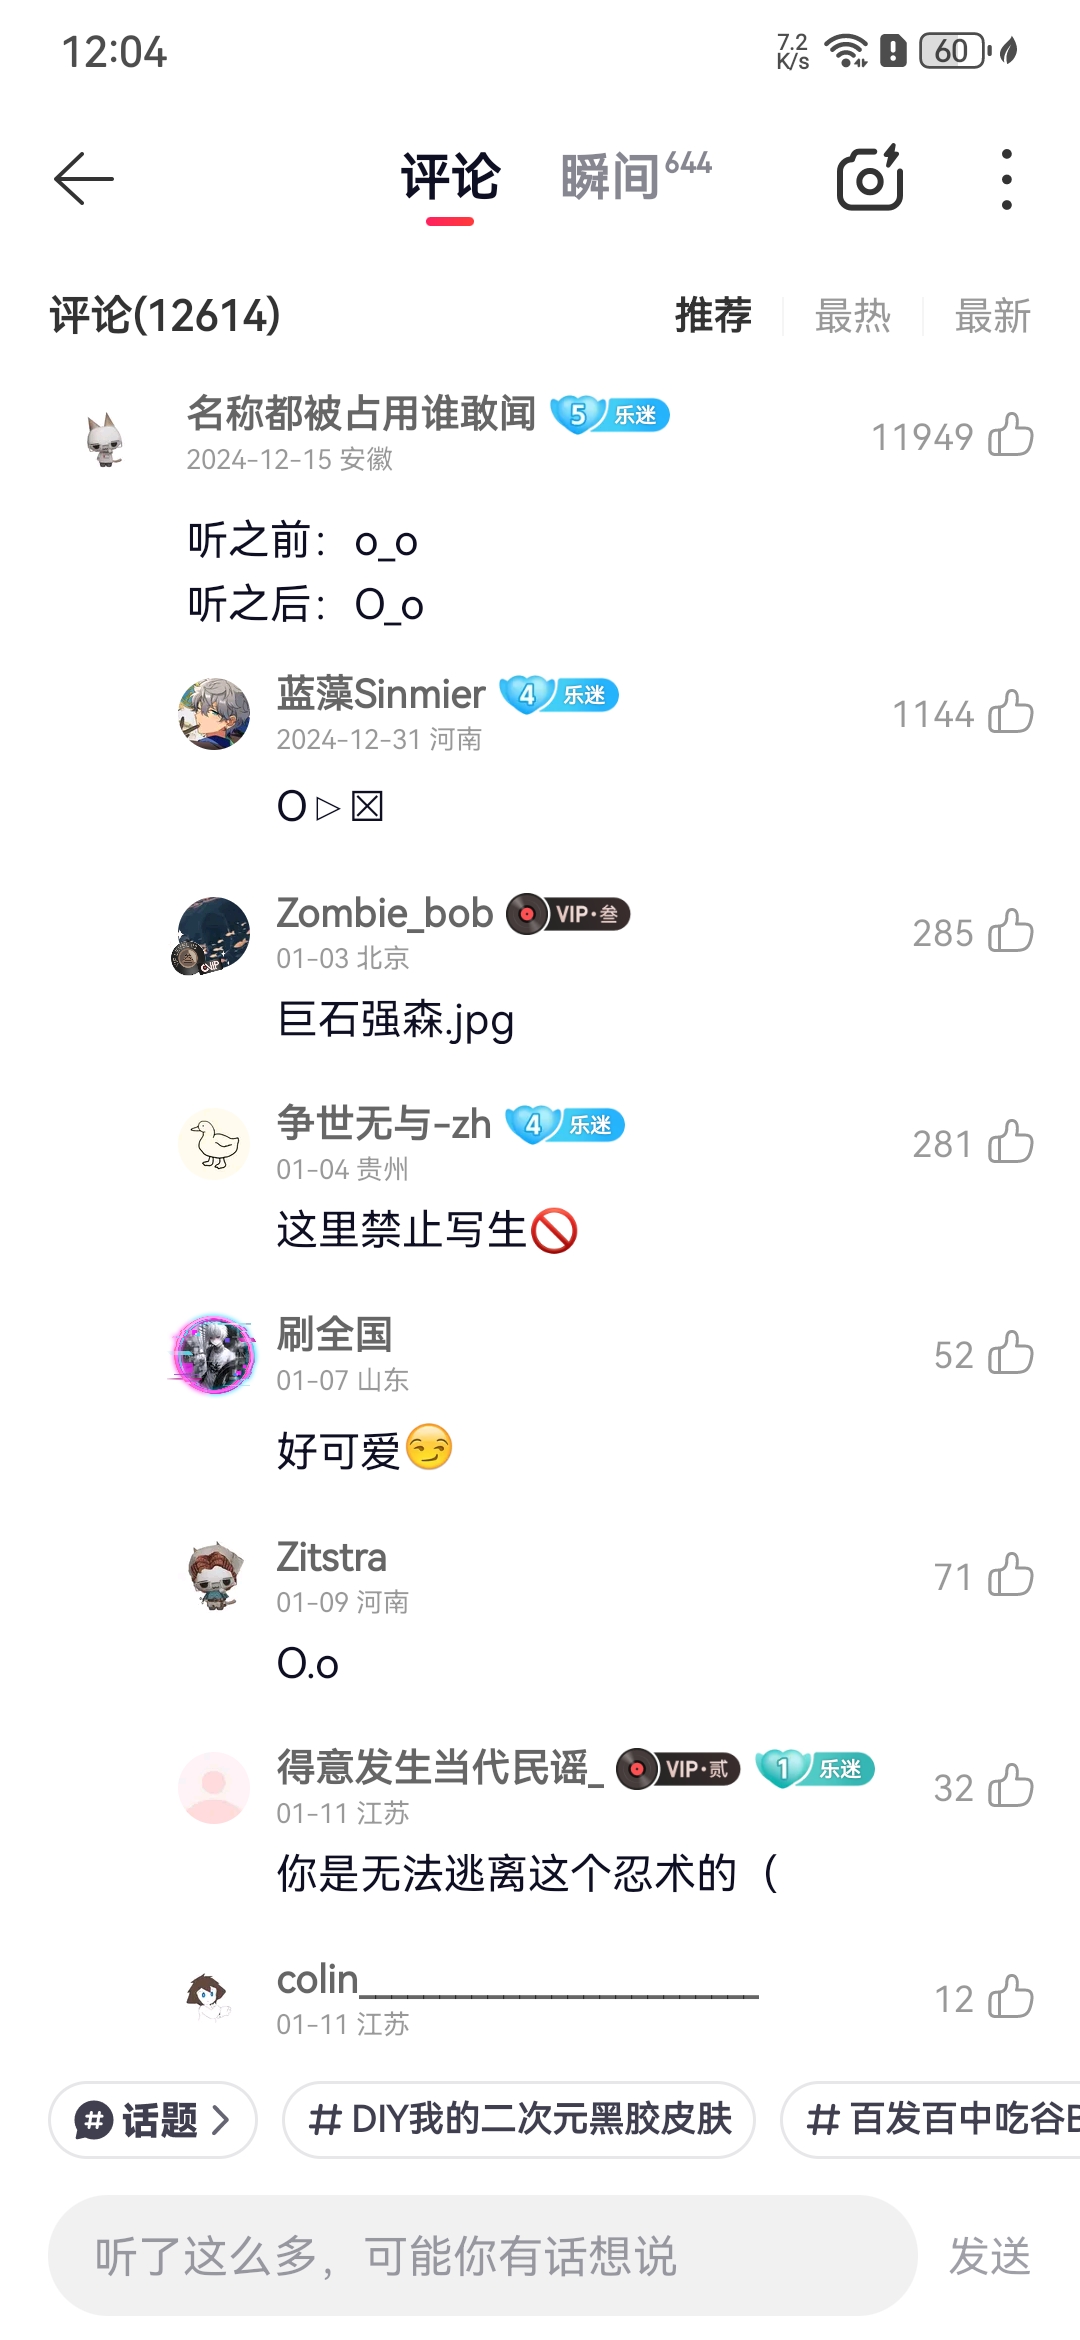 12:04
7.2 K/s
60
评论 瞬间 644
评论(12614)
推荐 最热 最新
名称都被占用谁敢闻 5 乐迷
2024-12-15 安徽
11949
听之前：o_o
听之后：O_o
蓝藻Sinmier 4 乐迷
2024-12-31 河南
1144
O▷☒
Zombie_bob VIP·叁
01-03 北京
285
巨石强森.jpg
争世无与-zh 4 乐迷
01-04 贵州
281
这里禁止写生🚫
刷全国
01-07 山东
52
好可爱😏
Zitstra
01-09 河南
71
O.o
得意发生当代民谣_ VIP·贰 1 乐迷
01-11 江苏
32
你是无法逃离这个忍术的（
colin_________________________
01-11 江苏
12
# 话题 >
# DIY我的二次元黑胶皮肤
# 百发百中吃谷
听了这么多，可能你有话想说
发送